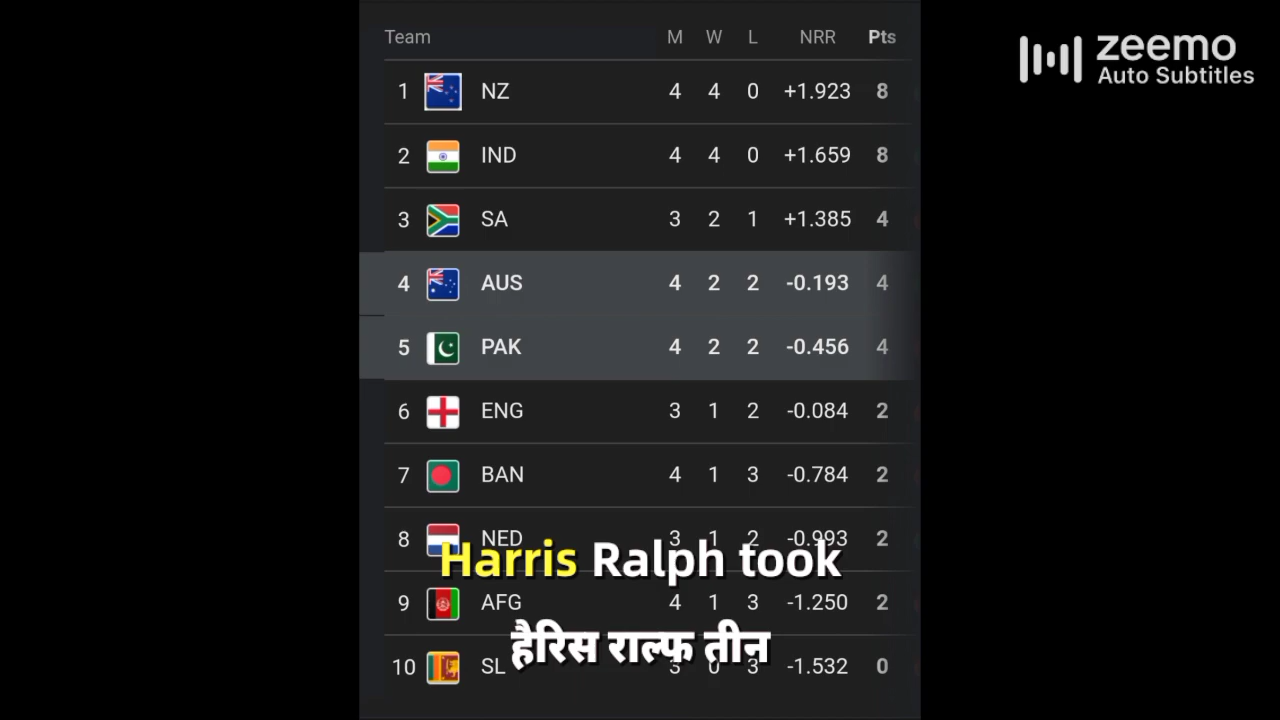 zeemo
Auto Subtitles
Team M W L NRR Pts
1 NZ 4 4 0 +1.923 8
2 IND 4 4 0 +1.659 8
3 SA 3 2 1 +1.385 4
4 AUS 4 2 2 -0.193 4
5 PAK 4 2 2 -0.456 4
6 ENG 3 1 2 -0.084 2
7 BAN 4 1 3 -0.784 2
8 NED 3 1 2 -0.993 2
Harris Ralph took
9 AFG 4 1 3 -1.250 2
हैरिस राल्फ तीन
10 SL 3 0 3 -1.532 0